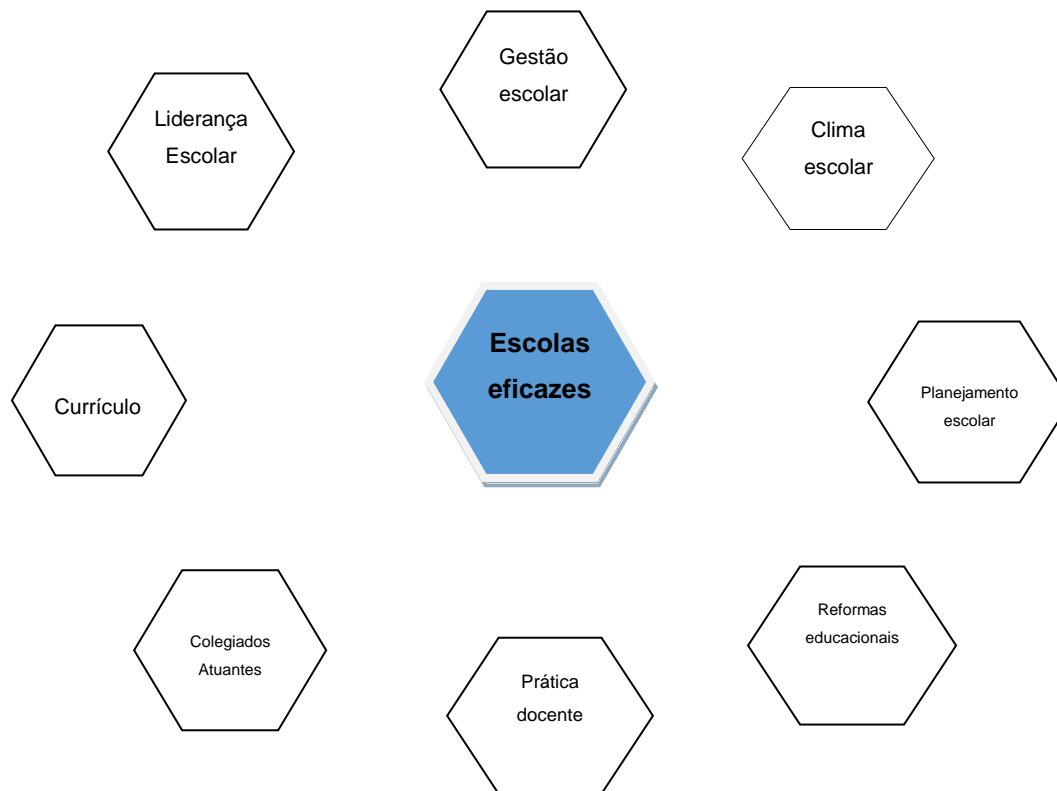 Gestão
escolar
Liderança
Escolar
Clima
escolar
Escolas
eficazes
Currículo
Planejamento
escolar
Colegiados
Atuantes
Reformas
educacionais
Prática
docente